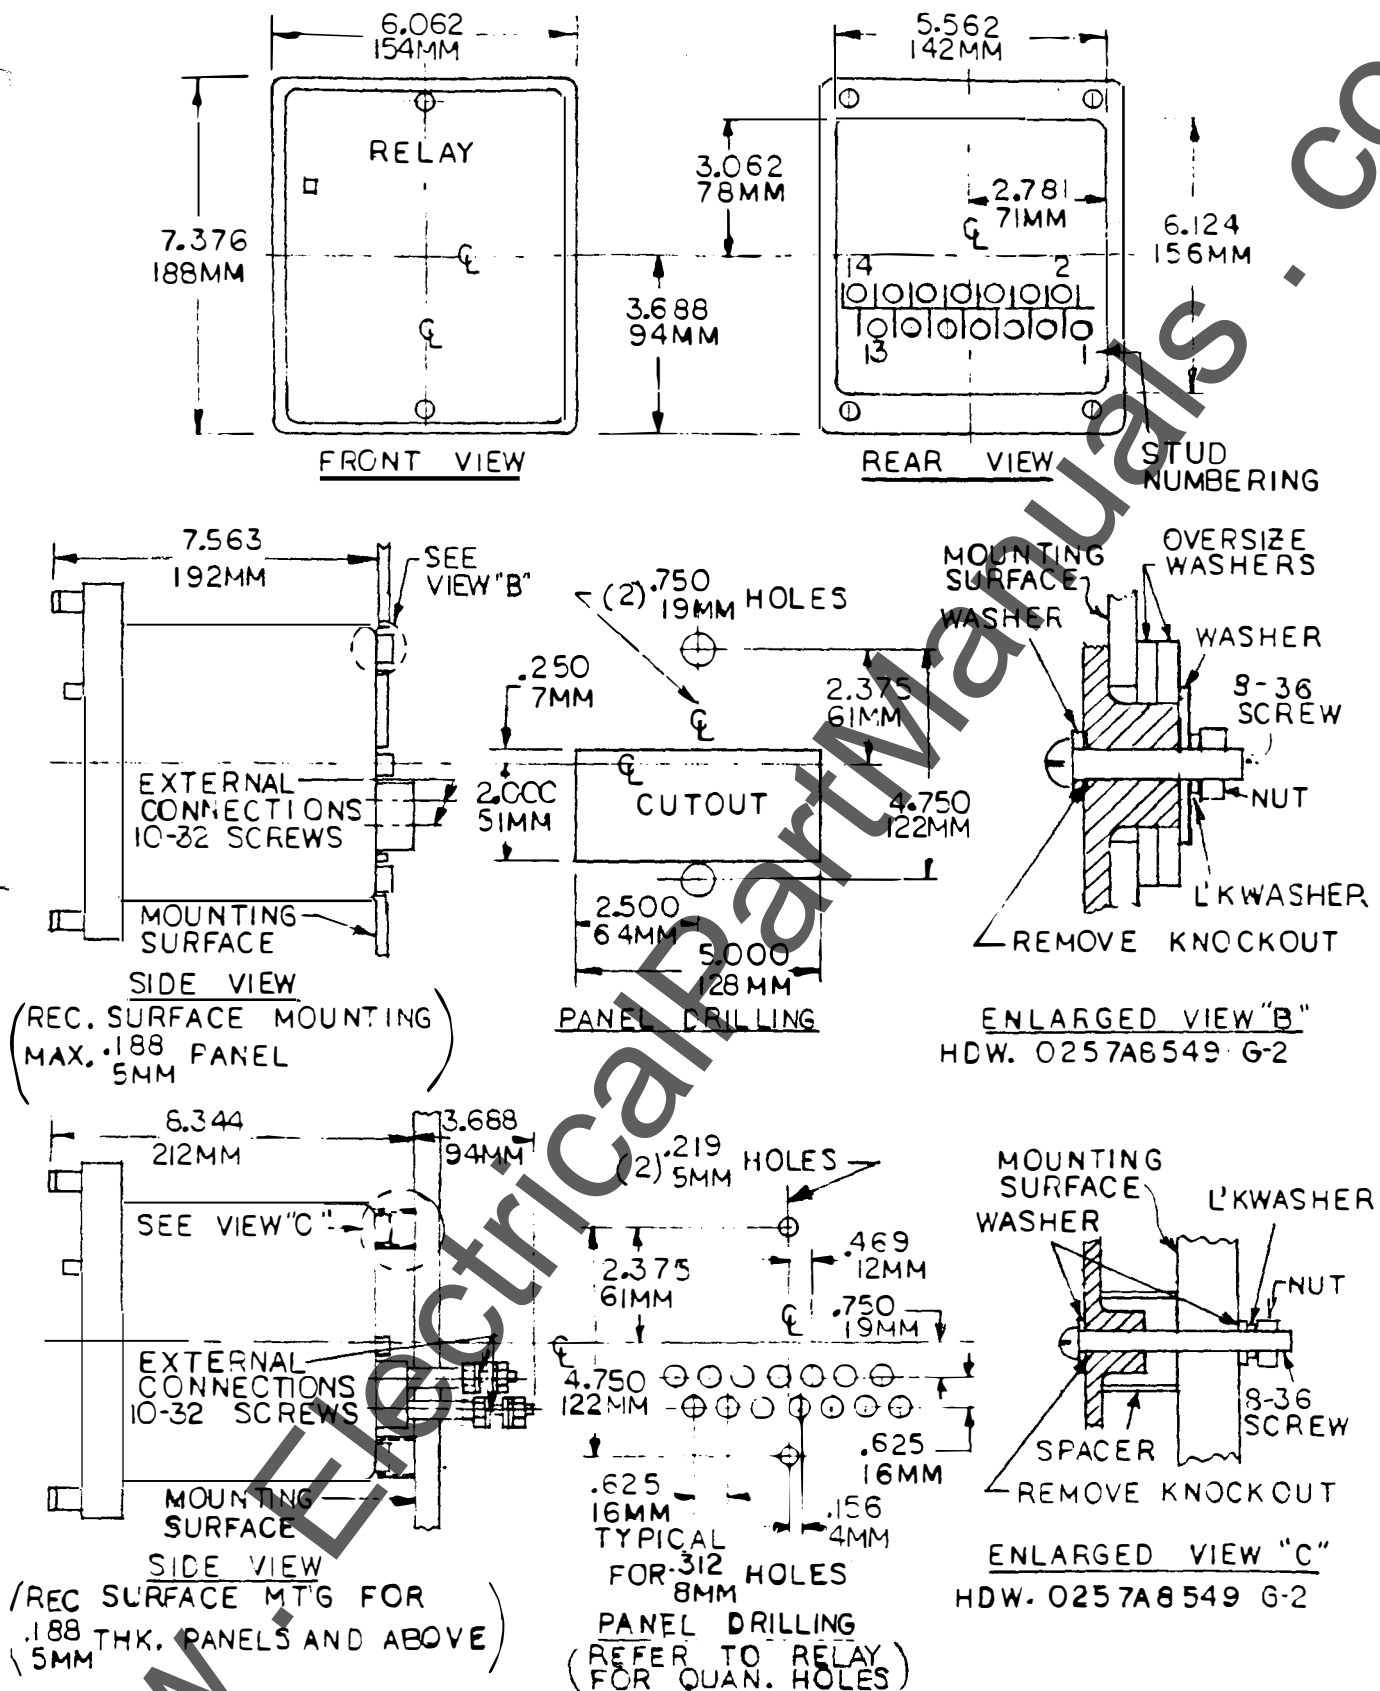 6.062
154MM
5.562
142MM
RELAY
3.062
78MM
2.781
71MM
7.376
188MM
6.124
156MM
3.688
94MM
14
2
13
1
FRONT VIEW
REAR VIEW
STUD
NUMBERING
7.563
192MM
SEE
VIEW "B"
(2) .750
19MM HOLES
.250
7MM
2.375
61MM
EXTERNAL
CONNECTIONS
10-32 SCREWS
2.000
51MM
CUTOUT
4.750
122MM
MOUNTING
SURFACE
2.500
64MM
5.000
128MM
SIDE VIEW
(REC. SURFACE MOUNTING
MAX. .188
5MM PANEL)
PANEL DRILLING
MOUNTING
SURFACE
OVERSIZE
WASHERS
WASHER
WASHER
8-36
SCREW
NUT
L'KWASHER
REMOVE KNOCKOUT
ENLARGED VIEW "B"
HDW. 0257A8549 G-2
8.344
212MM
3.688
94MM
SEE VIEW "C"
EXTERNAL
CONNECTIONS
10-32 SCREWS
MOUNTING
SURFACE
SIDE VIEW
(REC SURFACE MT'G FOR
.188
5MM THK. PANELS AND ABOVE)
(2) .219
5MM HOLES
2.375
61MM
.469
12MM
.750
19MM
4.750
122MM
.625
16MM
.625
16MM
.156
4MM
TYPICAL
FOR .312
8MM HOLES
PANEL DRILLING
(REFER TO RELAY
FOR QUAN. HOLES)
MOUNTING
SURFACE
WASHER
L'KWASHER
NUT
8-36
SCREW
SPACER
REMOVE KNOCKOUT
ENLARGED VIEW "C"
HDW. 0257A8549 G-2
w.ElectricalPartManuals.co